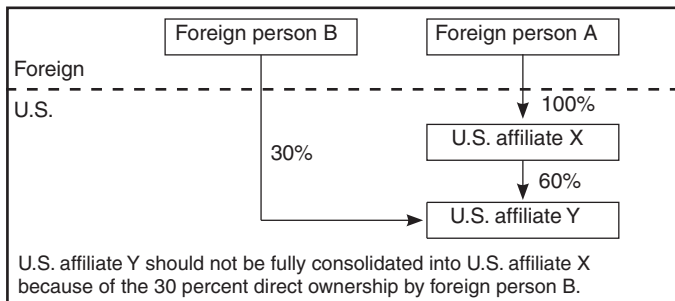 Foreign person B
Foreign person A
Foreign
U.S.
100%
U.S. affiliate X
30%
60%
U.S. affiliate Y
U.S. affiliate Y should not be fully consolidated into U.S. affiliate X
because of the 30 percent direct ownership by foreign person B.